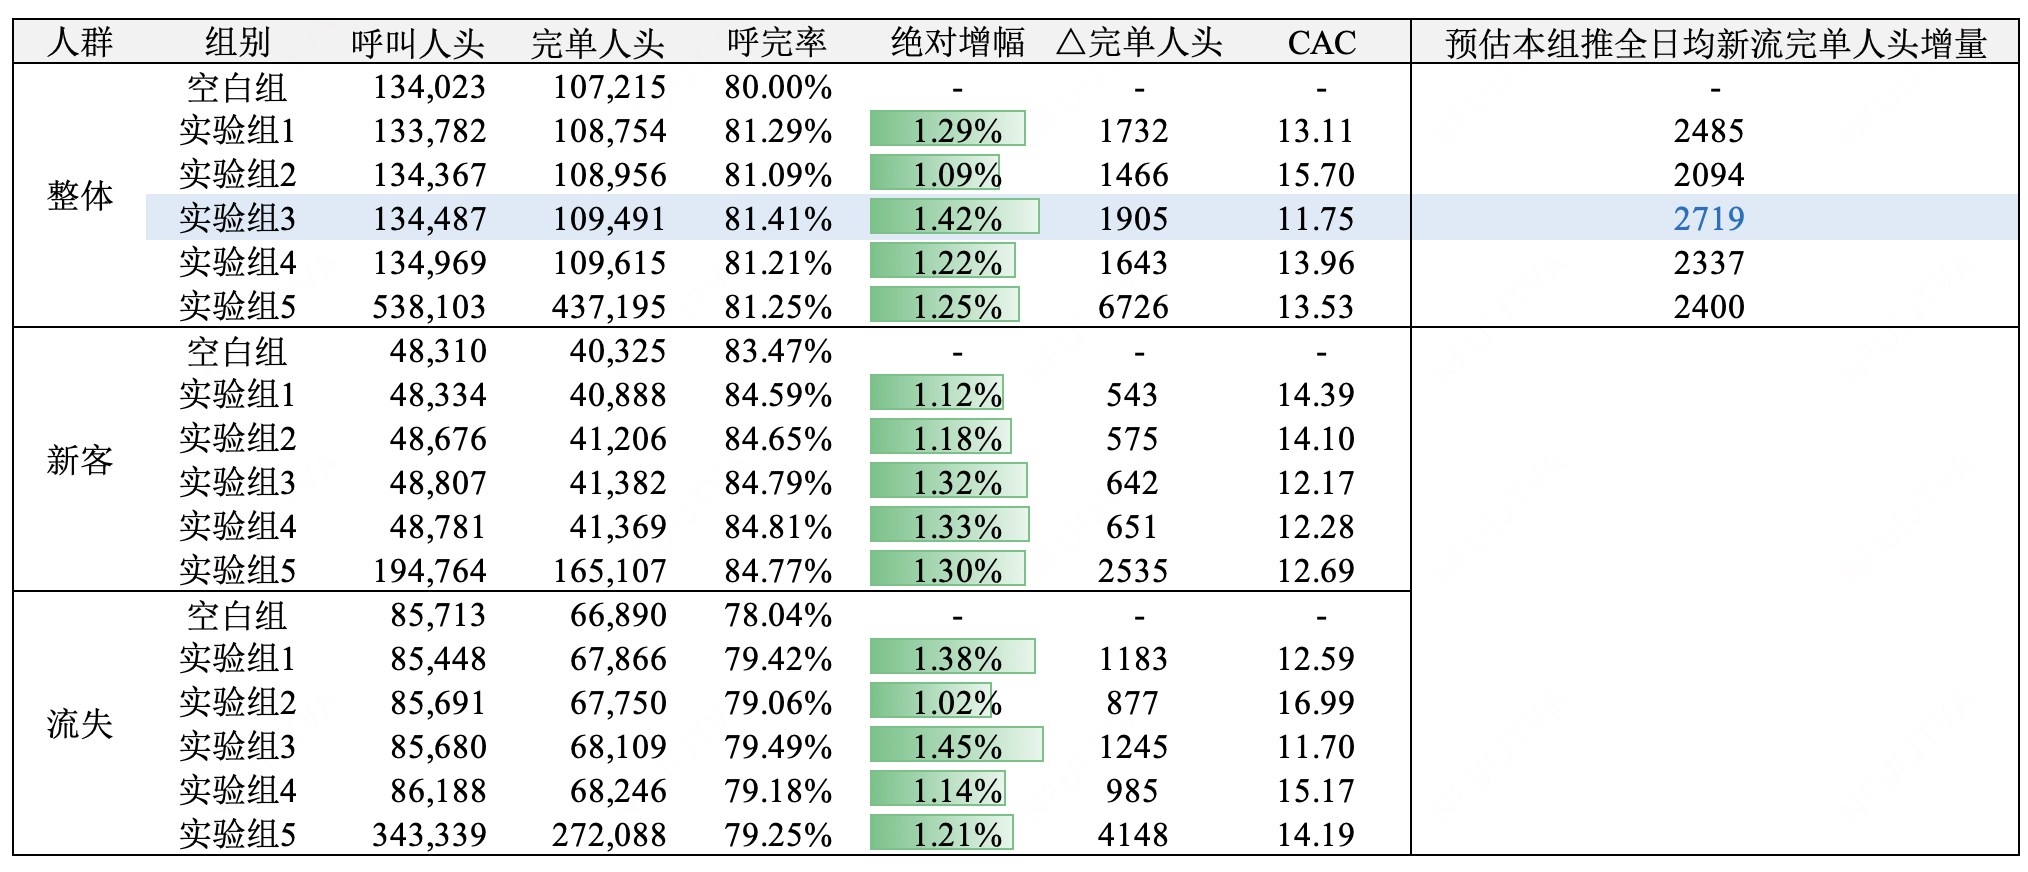 人群 组别 呼叫人头 完单人头 呼完率 绝对增幅 △完单人头 CAC 预估本组推全日均新流完单人头增量
整体
空白组 134,023 107,215 80.00% - - - -
实验组1 133,782 108,754 81.29% 1.29% 1732 13.11 2485
实验组2 134,367 108,956 81.09% 1.09% 1466 15.70 2094
实验组3 134,487 109,491 81.41% 1.42% 1905 11.75 2719
实验组4 134,969 109,615 81.21% 1.22% 1643 13.96 2337
实验组5 538,103 437,195 81.25% 1.25% 6726 13.53 2400
新客
空白组 48,310 40,325 83.47% - - -
实验组1 48,334 40,888 84.59% 1.12% 543 14.39
实验组2 48,676 41,206 84.65% 1.18% 575 14.10
实验组3 48,807 41,382 84.79% 1.32% 642 12.17
实验组4 48,781 41,369 84.81% 1.33% 651 12.28
实验组5 194,764 165,107 84.77% 1.30% 2535 12.69
流失
空白组 85,713 66,890 78.04% - - -
实验组1 85,448 67,866 79.42% 1.38% 1183 12.59
实验组2 85,691 67,750 79.06% 1.02% 877 16.99
实验组3 85,680 68,109 79.49% 1.45% 1245 11.70
实验组4 86,188 68,246 79.18% 1.14% 985 15.17
实验组5 343,339 272,088 79.25% 1.21% 4148 14.19